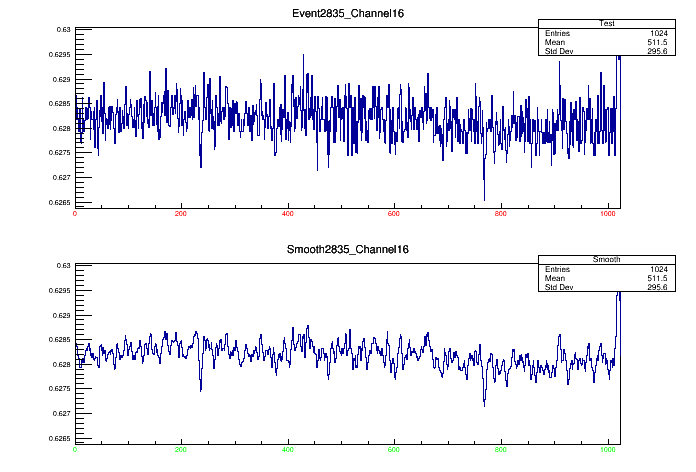 Event2835_Channel16
Test
Entries 1024
Mean 511.5
Std Dev 295.6
0.63
0.6295
0.629
0.6285
0.628
0.6275
0.627
0.6265
0 200 400 600 800 1000
Smooth2835_Channel16
Smooth
Entries 1024
Mean 511.5
Std Dev 295.6
0.63
0.6295
0.629
0.6285
0.628
0.6275
0.627
0.6265
0 200 400 600 800 1000